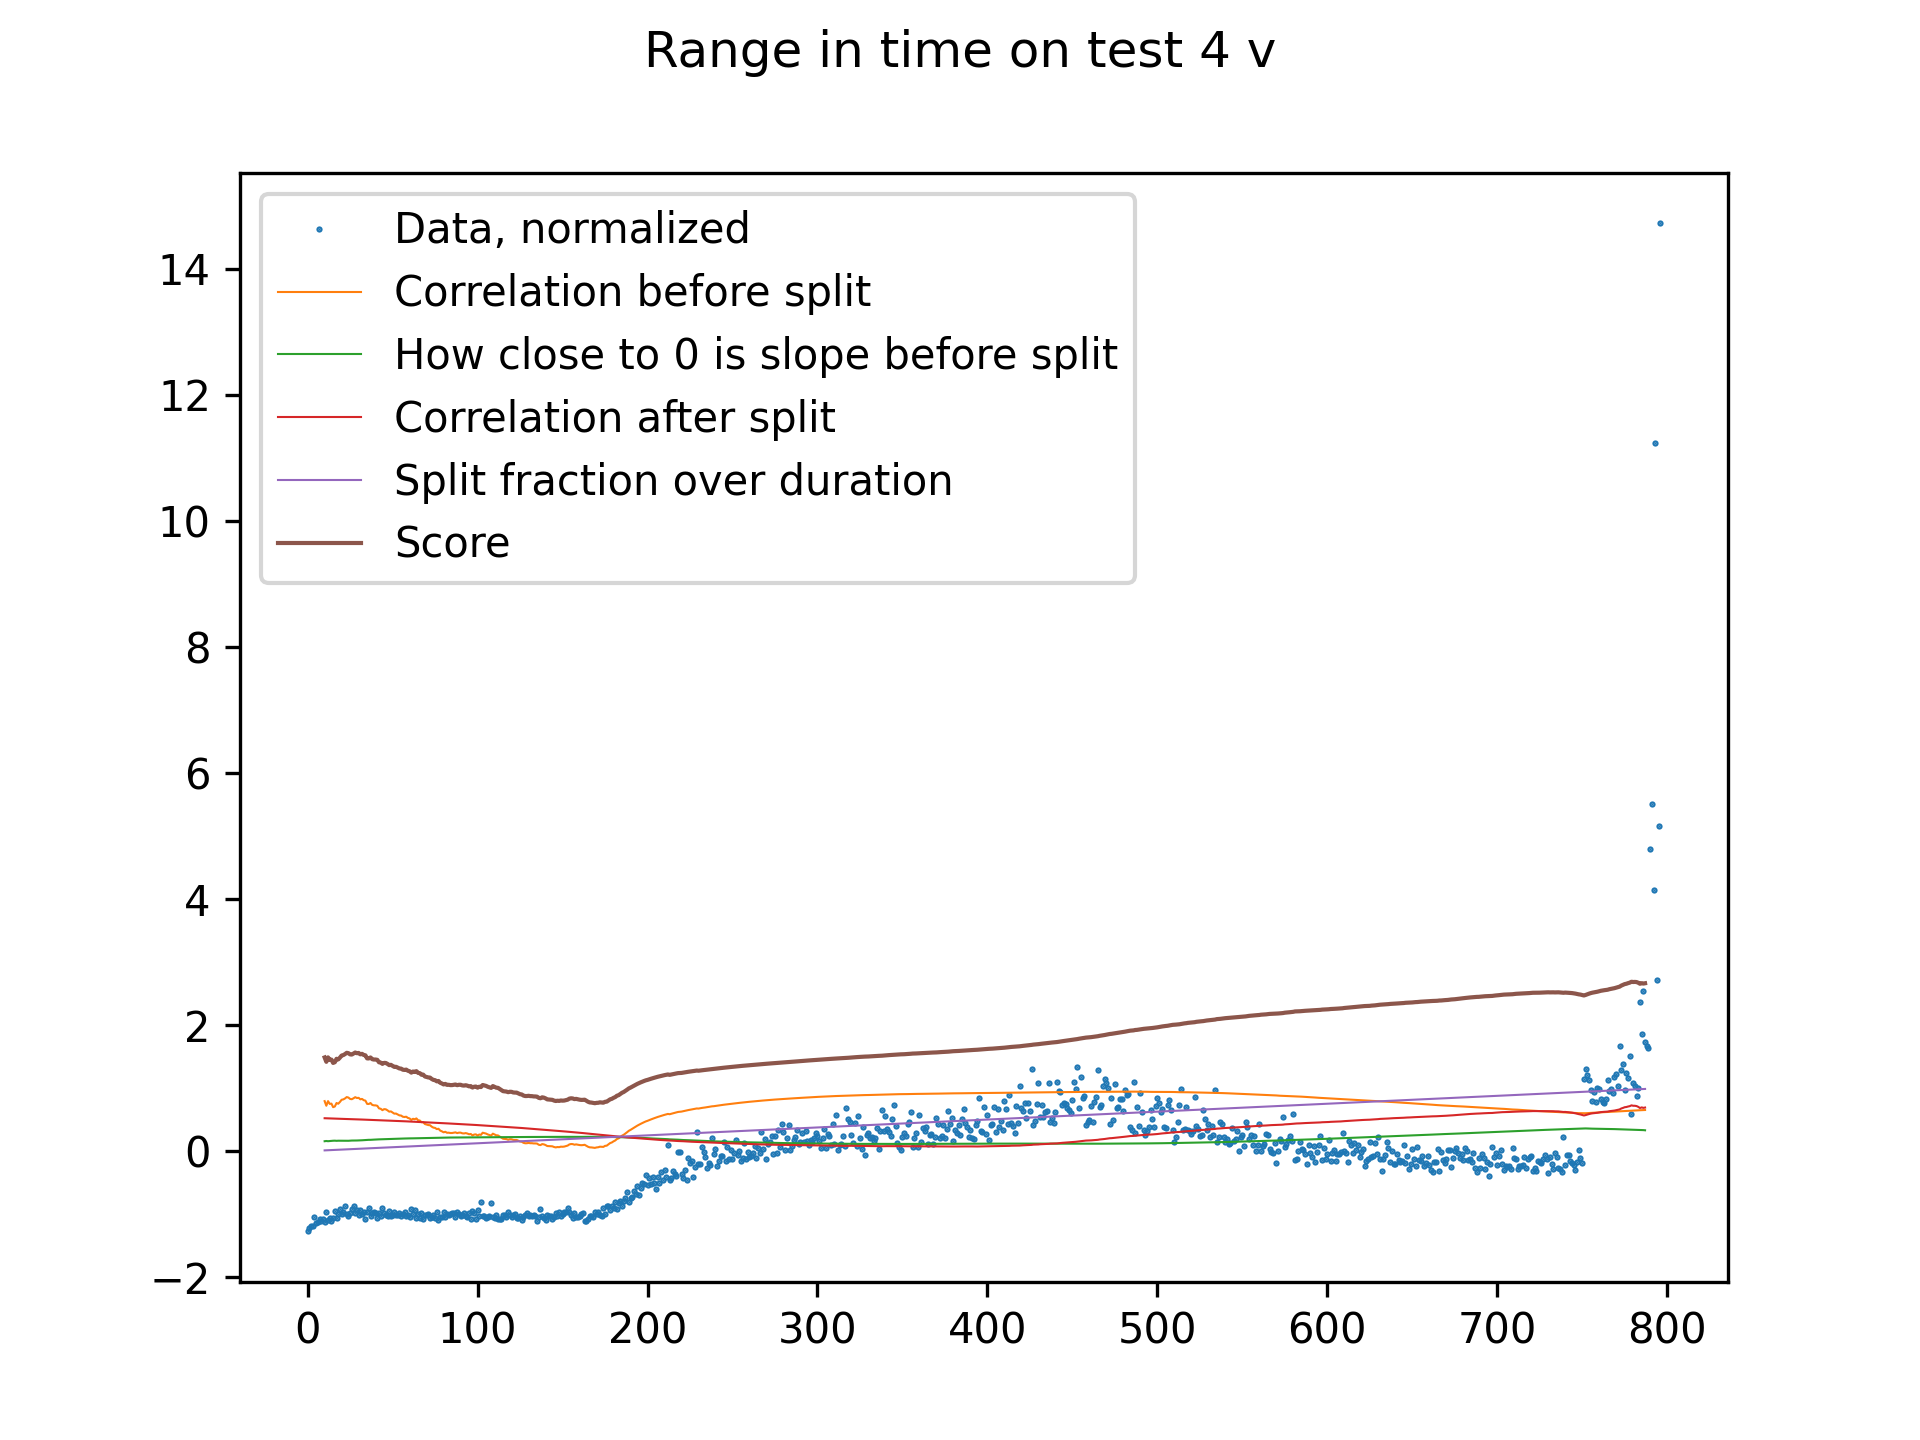 Range in time on test 4 v
Data, normalized
Correlation before split
How close to 0 is slope before split
Correlation after split
Split fraction over duration
Score
14
12
10
8
6
4
2
0
−2
0 100 200 300 400 500 600 700 800